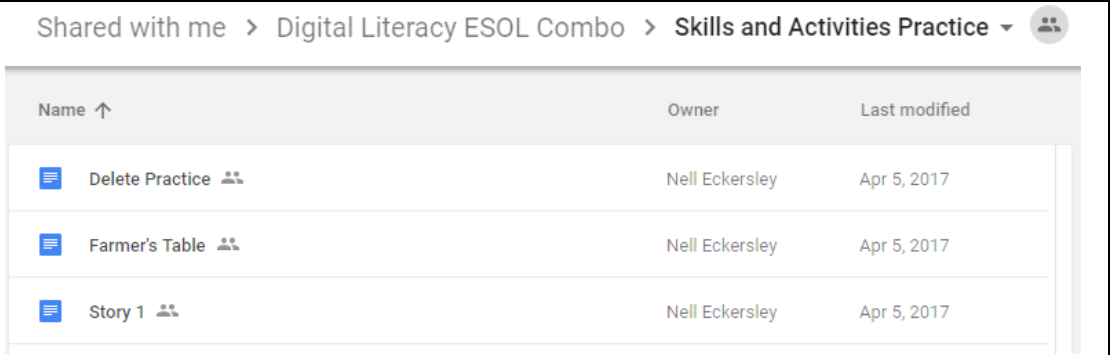 Shared with me > Digital Literacy ESOL Combo > Skills and Activities Practice
Name Owner Last modified
Delete Practice Nell Eckersley Apr 5, 2017
Farmer's Table Nell Eckersley Apr 5, 2017
Story 1 Nell Eckersley Apr 5, 2017